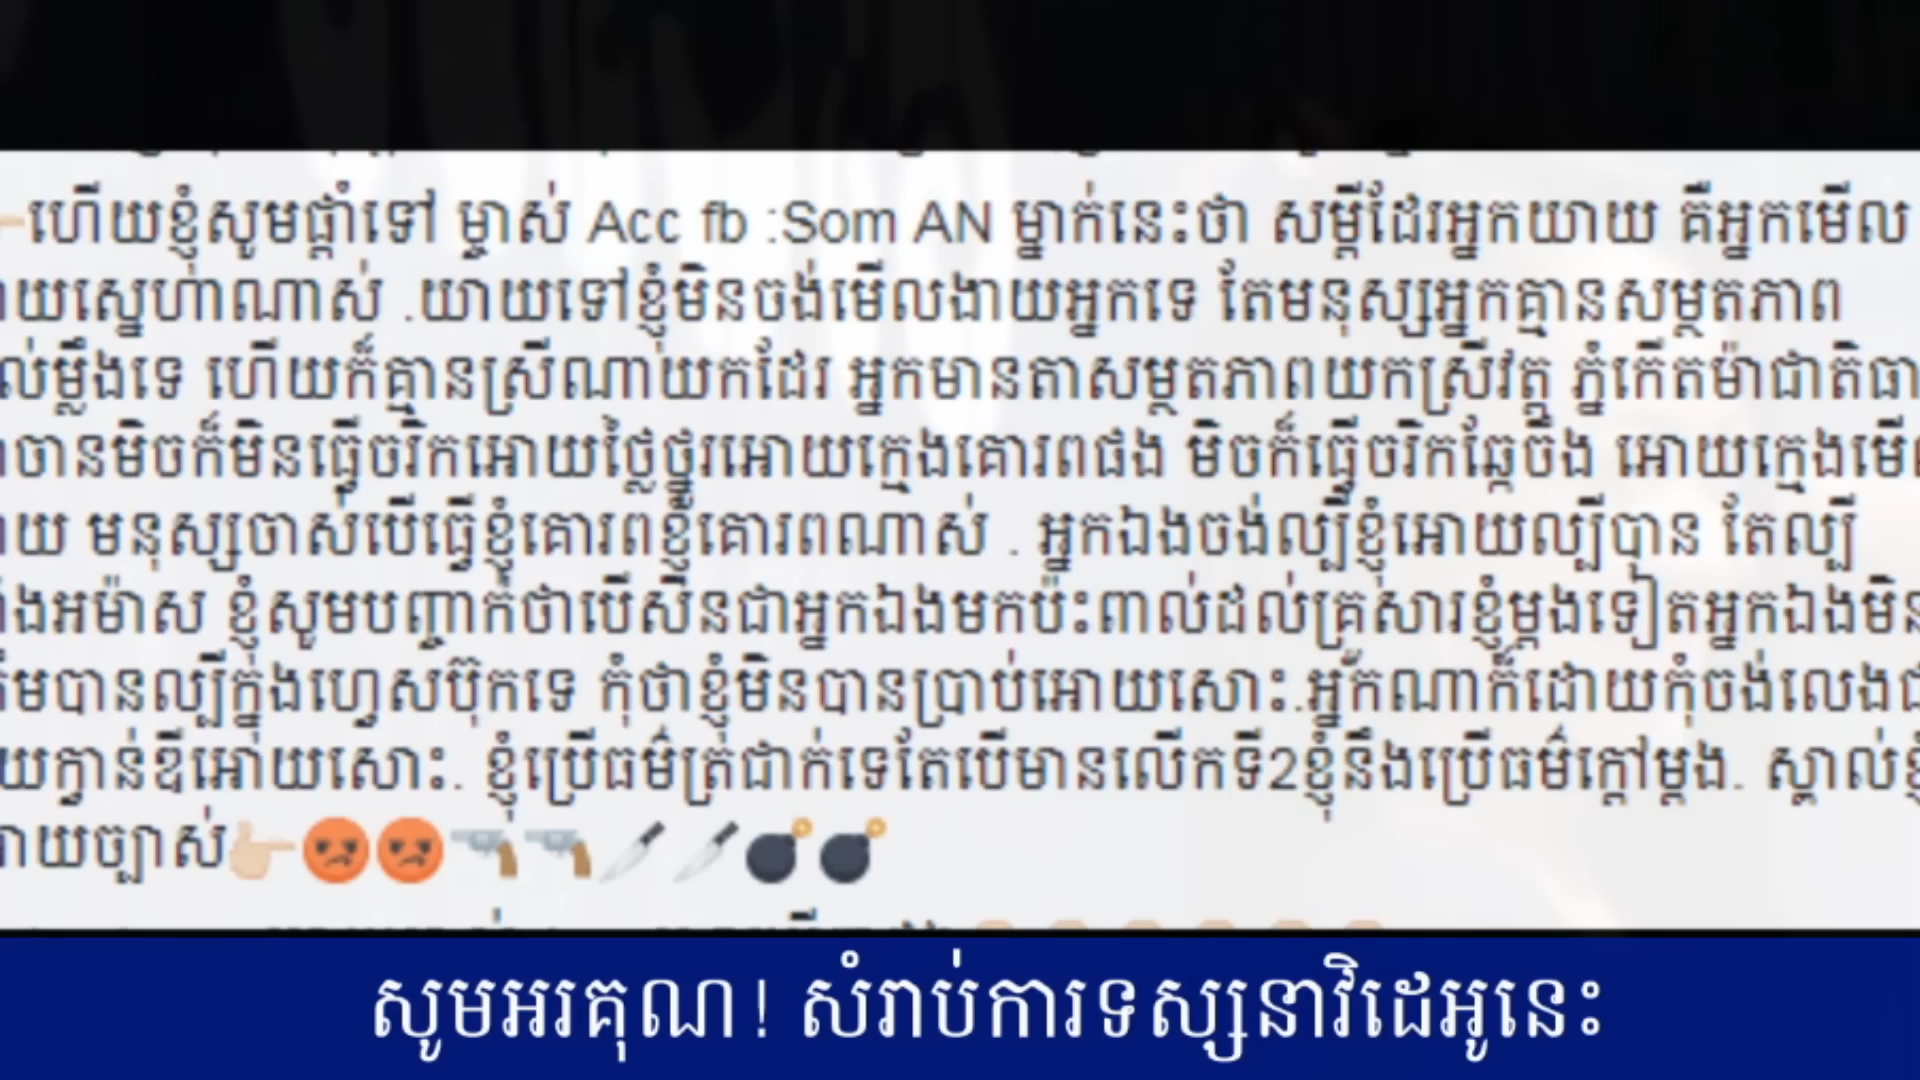 ហើយខ្ញុំសូមផ្ដាំទៅ ម្ចាស់ Acc fb :Som AN ម្នាក់នេះថា សម្ដីដែរអ្នកយាយ គឺអ្នកមើល
យស្នេហាណាស់ .យាយទៅខ្ញុំមិនចង់មើលងាយអ្នកទេ តែមនុស្សអ្នកគ្មានសម្ថតភាព
ល់ម្លឹងទេ ហើយក៏គ្មានស្រីណាយកដែរ អ្នកមានតាសម្ថតភាពយកស្រីវត្ត ភ្នំកើតម៉ាជាតិធា
ចានមិចក៏មិនធ្វើចរឹកអោយថ្លៃថ្នូរអោយក្មេងគោរពផង មិចក៏ធ្វើចរឹកឆ្កែចឹង អោយក្មេងមើ
យ មនុស្សចាស់បើធ្វើខ្ញុំគោរពខ្ញុំគោរពណាស់ . អ្នកឯងចង់ល្បីខ្ញុំអោយល្បីបាន តែល្បី
ងអម៉ាស ខ្ញុំសូមបញ្ជាក់ថាបើសិនជាអ្នកឯងមកប៉ះពាល់ដល់គ្រួសារខ្ញុំម្ដងទៀតអ្នកឯងមិន
មបានល្បីក្នុងហ្វេសប៊ុកទេ កុំថាខ្ញុំមិនបានប្រាប់អោយសោះ.អ្នកណាក៏ដោយកុំចង់លេងជា
យក្វាន់ឌីអោយសោះ. ខ្ញុំប្រើធម៌ត្រជាក់ទេតែបើមានលើកទី2ខ្ញុំនឹងប្រើធម៌ក្ដៅម្ដង. ស្គាល់ខ្ញុំ
ាយច្បាស់👉🏻😡😡🔫🔫🔪🔪💣💣
សូមអរគុណ! សំរាប់ការទស្សនាវិដេអូនេះ